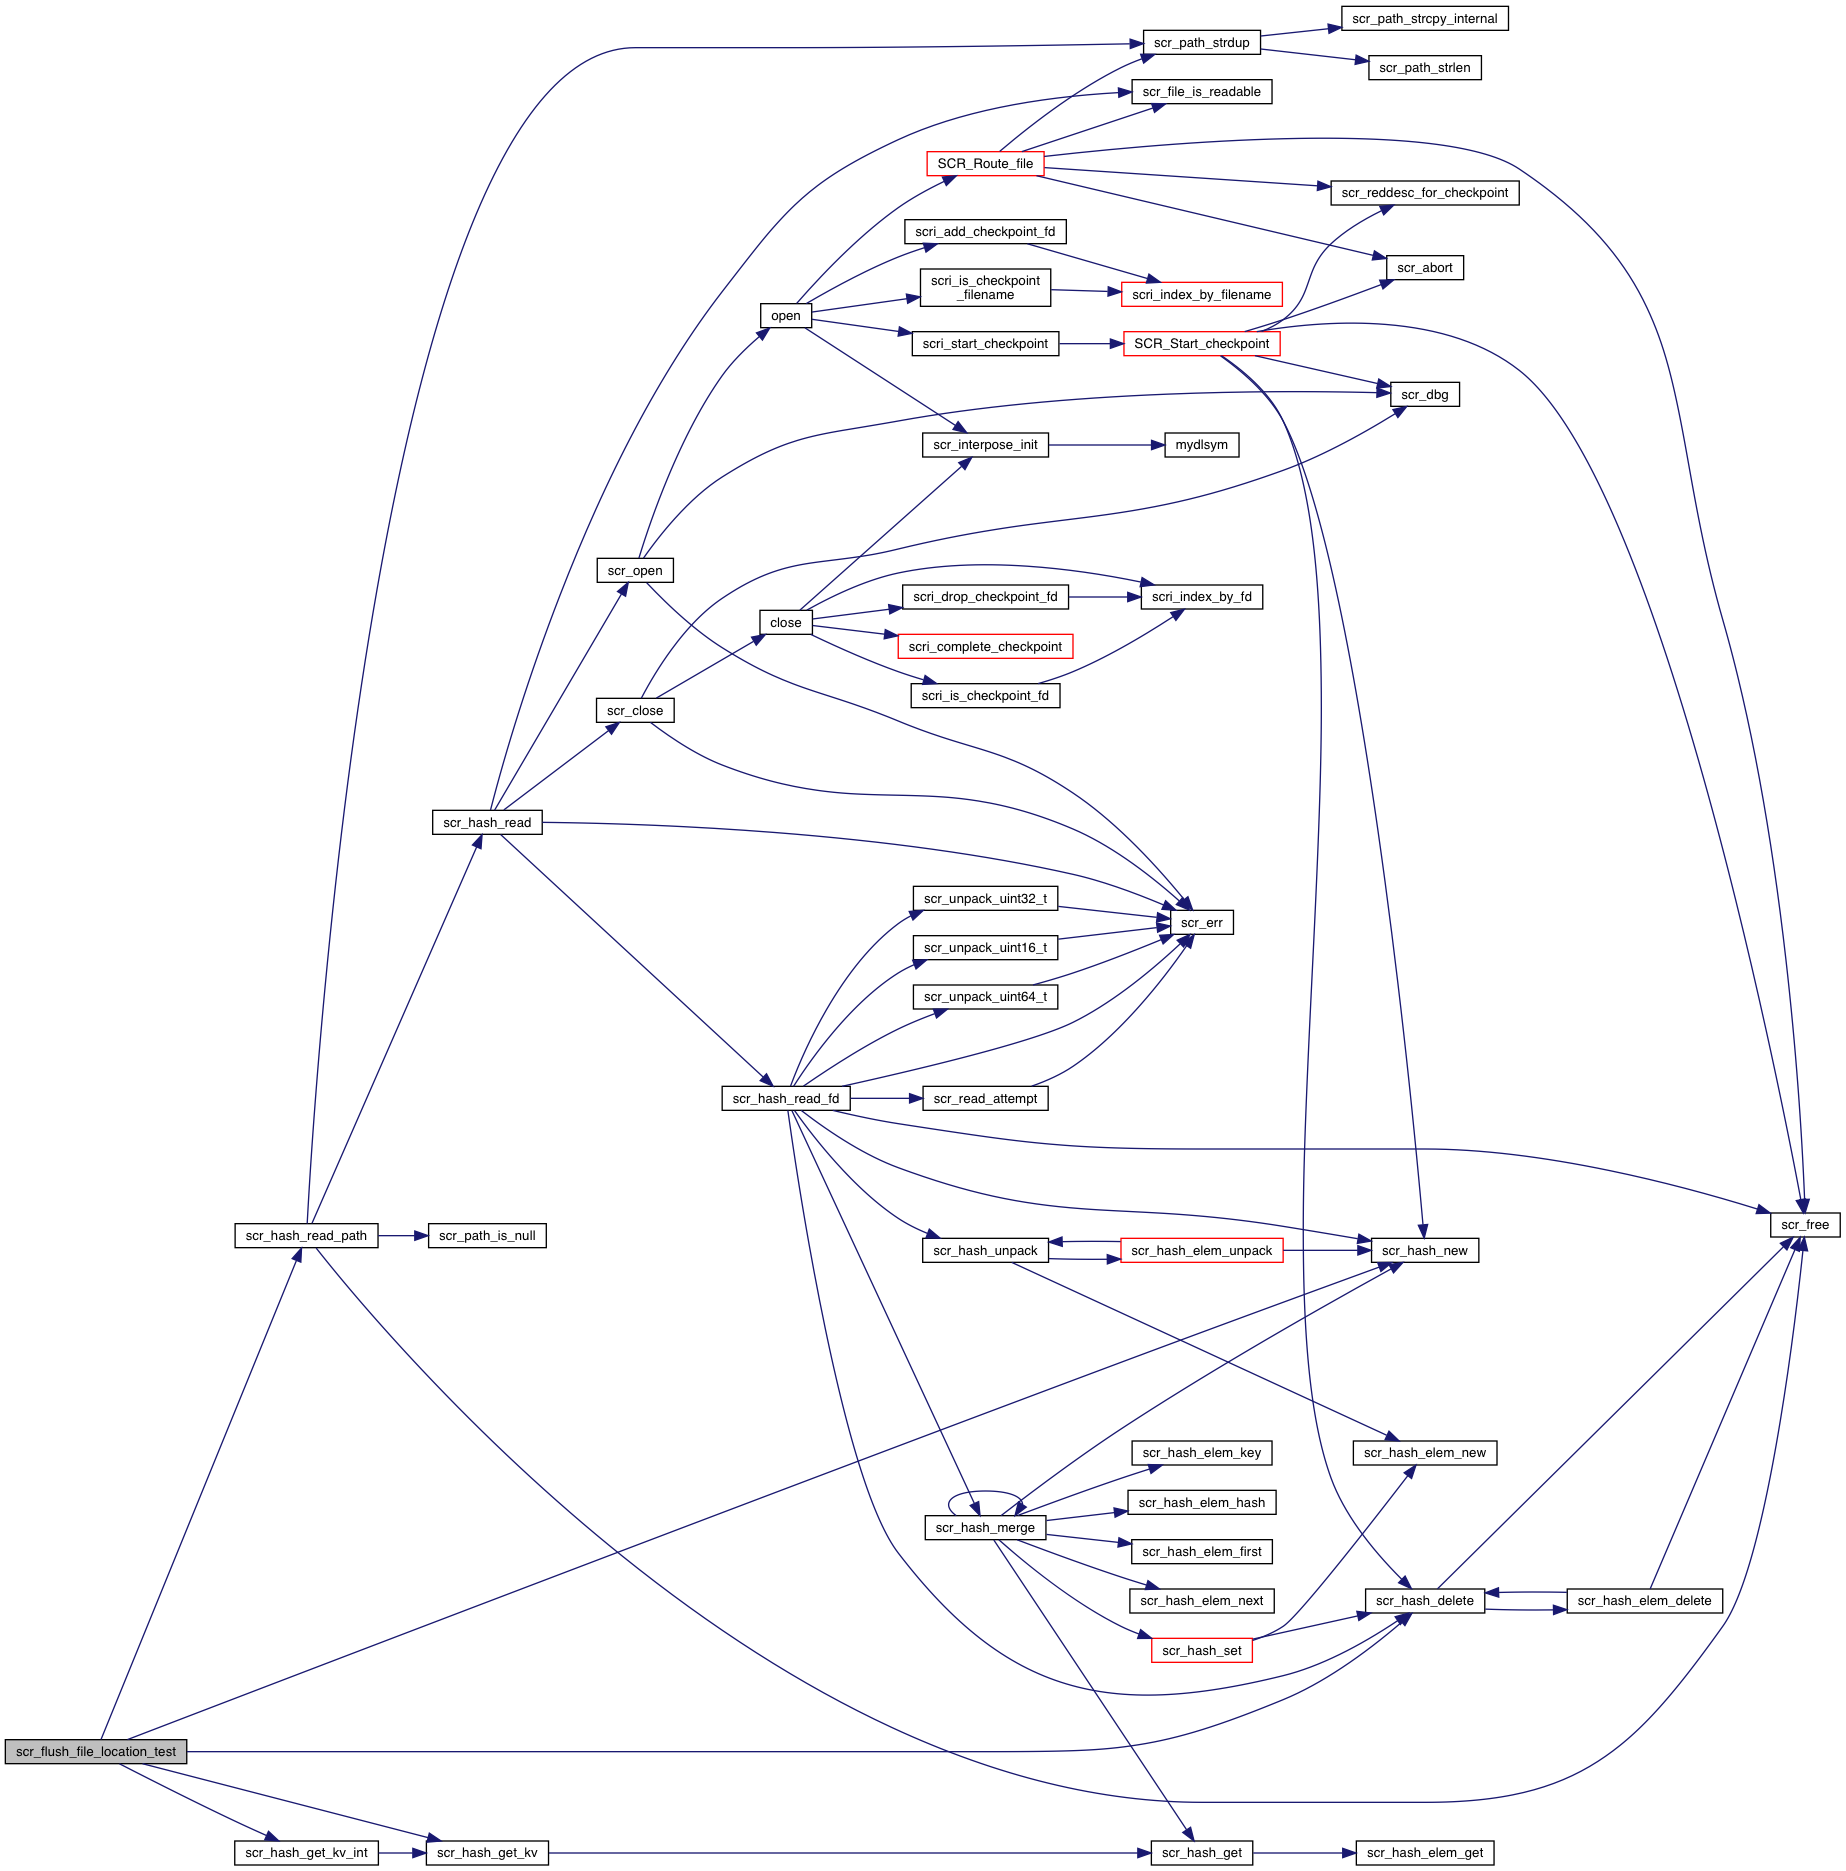 scr_path_strcpy_internal
scr_path_strdup
scr_path_strlen
scr_file_is_readable
SCR_Route_file
scr_reddesc_for_checkpoint
scri_add_checkpoint_fd
scr_abort
scri_is_checkpoint
_filename
scri_index_by_filename
open
scri_start_checkpoint
SCR_Start_checkpoint
scr_dbg
scr_interpose_init
mydlsym
scr_open
scri_drop_checkpoint_fd
scri_index_by_fd
close
scri_complete_checkpoint
scri_is_checkpoint_fd
scr_close
scr_hash_read
scr_unpack_uint32_t
scr_err
scr_unpack_uint16_t
scr_unpack_uint64_t
scr_hash_read_fd
scr_read_attempt
scr_free
scr_hash_read_path
scr_path_is_null
scr_hash_unpack
scr_hash_elem_unpack
scr_hash_new
scr_hash_elem_key
scr_hash_elem_new
scr_hash_elem_hash
scr_hash_merge
scr_hash_elem_first
scr_hash_elem_next
scr_hash_delete
scr_hash_elem_delete
scr_hash_set
scr_flush_file_location_test
scr_hash_get_kv_int
scr_hash_get_kv
scr_hash_get
scr_hash_elem_get